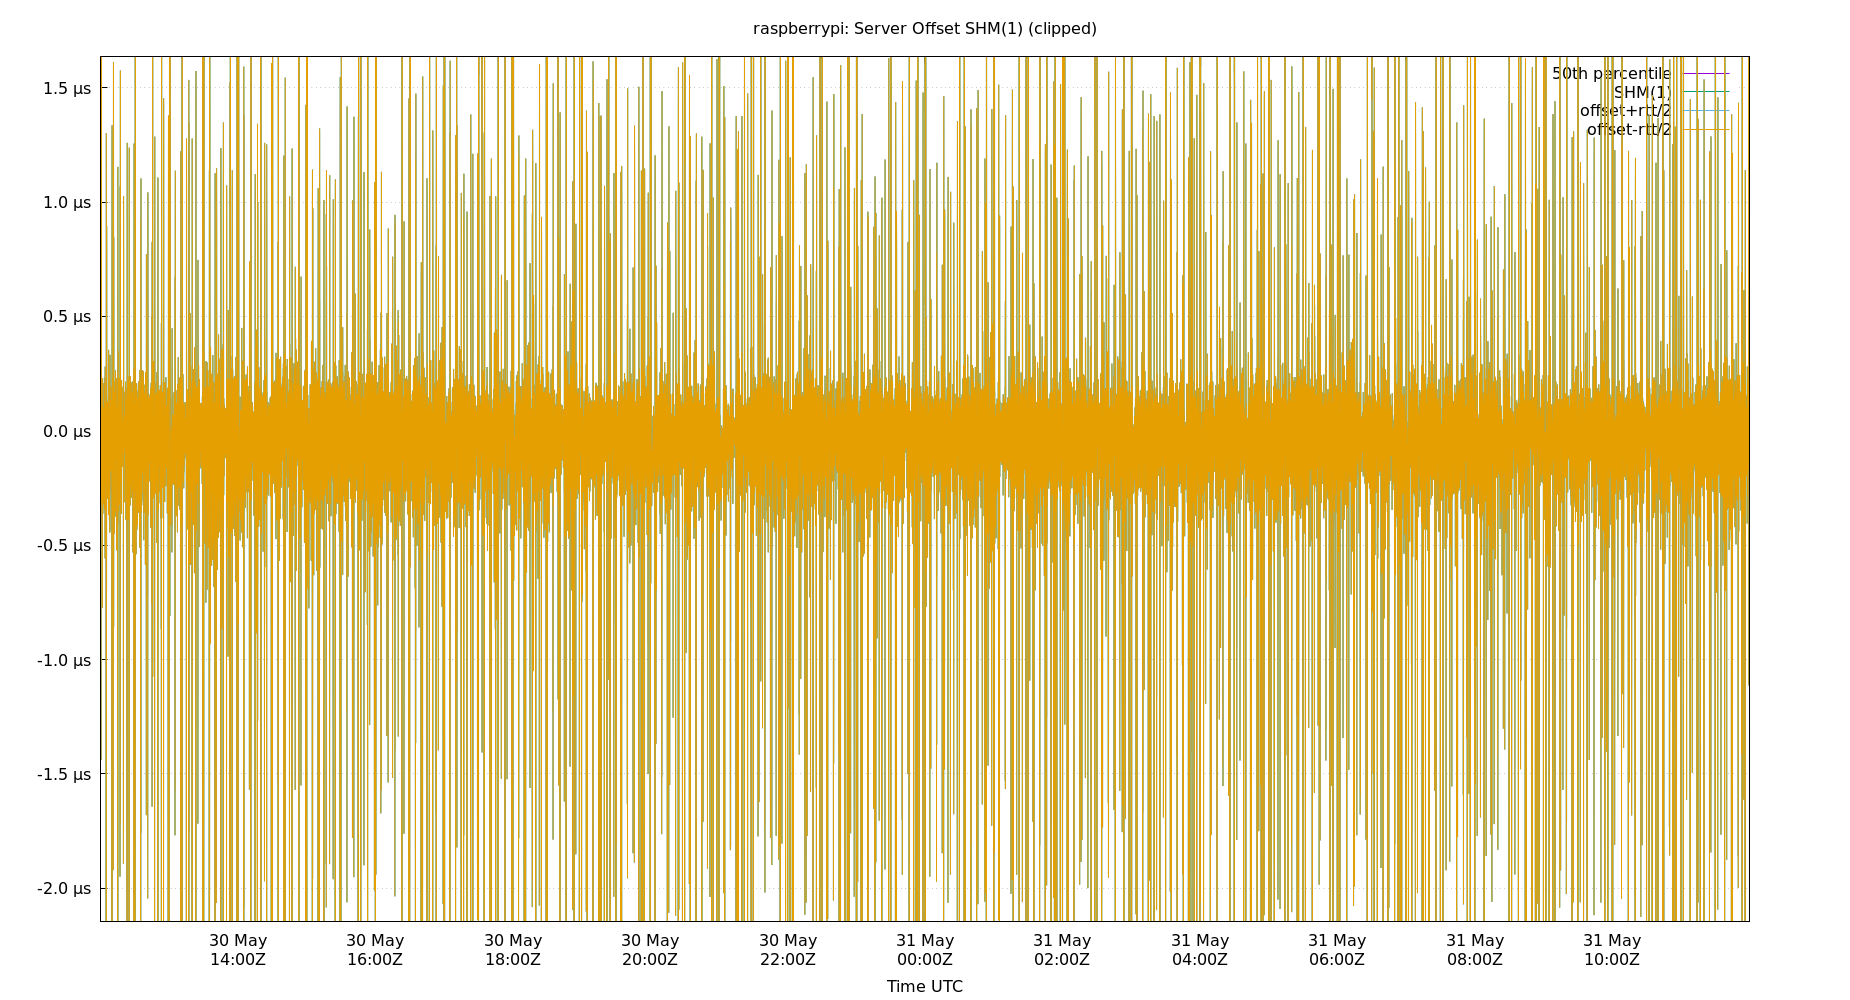 raspberrypi: Server Offset SHM(1) (clipped)
50th percentile
SHM(1)
offset+rtt/2
offset-rtt/2
1.5 µs
1.0 µs
0.5 µs
0.0 µs
-0.5 µs
-1.0 µs
-1.5 µs
-2.0 µs
30 May 30 May 30 May 30 May 30 May 31 May 31 May 31 May 31 May 31 May 31 May
14:00Z 16:00Z 18:00Z 20:00Z 22:00Z 00:00Z 02:00Z 04:00Z 06:00Z 08:00Z 10:00Z
Time UTC